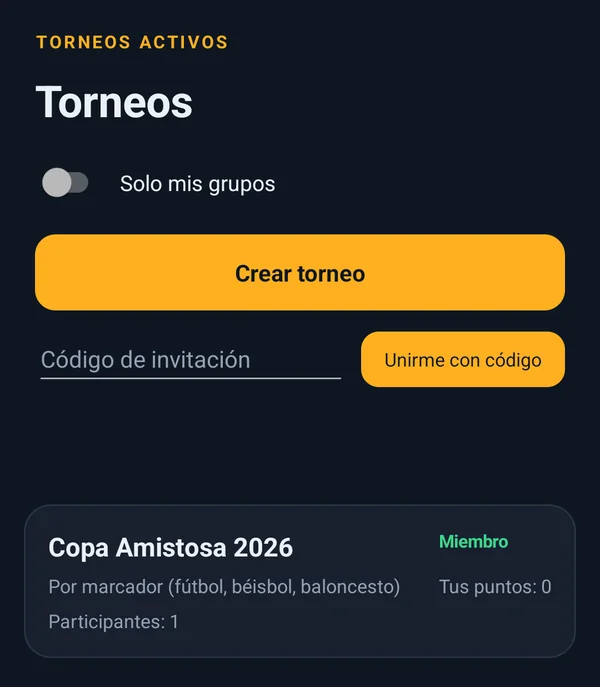 TORNEOS ACTIVOS
Torneos
Solo mis grupos
Crear torneo
Código de invitación
Unirme con código
Copa Amistosa 2026
Miembro
Por marcador (fútbol, béisbol, baloncesto)
Tus puntos: 0
Participantes: 1